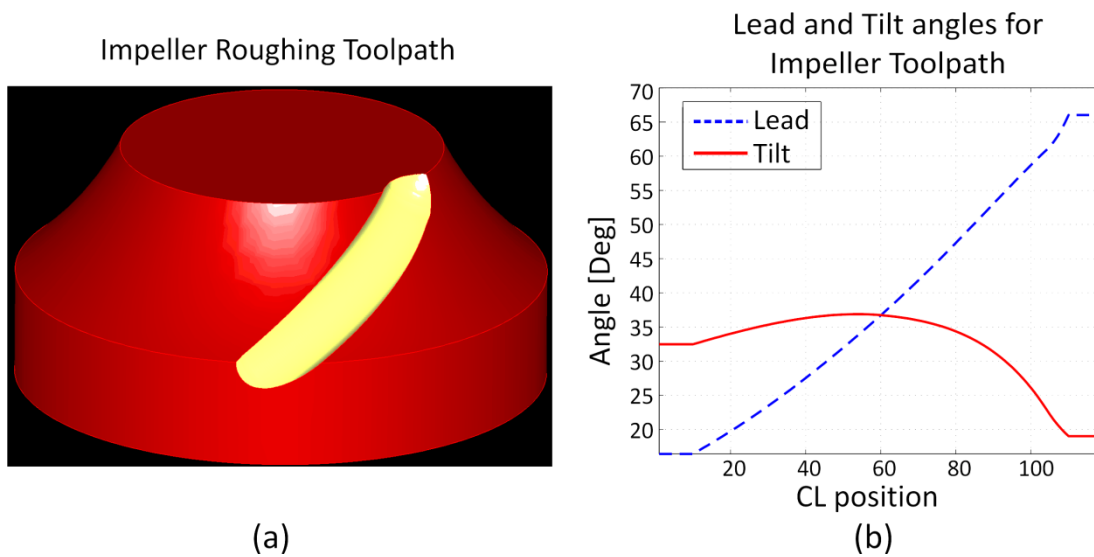 Impeller Roughing Toolpath
(a)
Lead and Tilt angles for
Impeller Toolpath
70
65
60
55
50
45
40
35
30
25
20
Angle [Deg]
Lead
Tilt
20 40 60 80 100
CL position
(b)